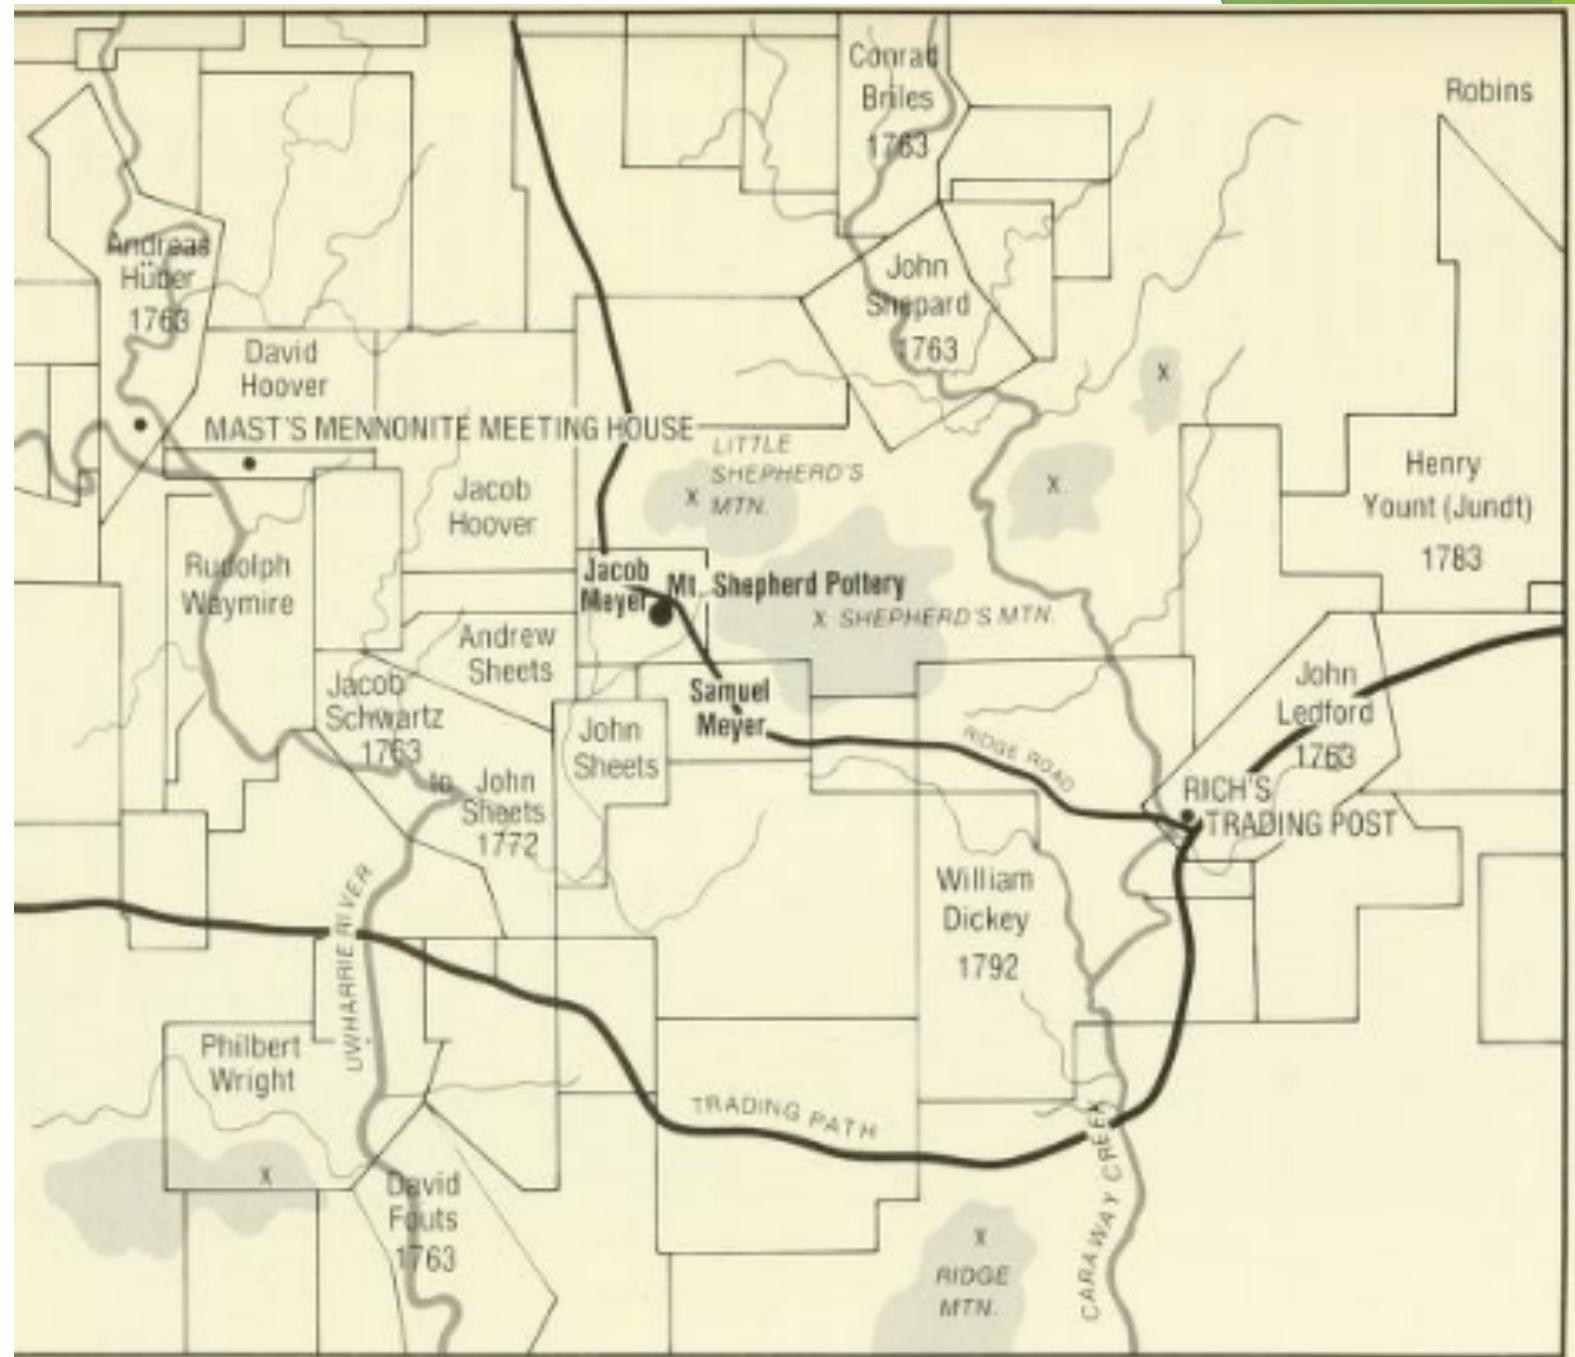 Conrad
Briles
1763
Robins
Andreas
Hüber
1763
John
Shepard
1763
David
Hoover
MAST'S MENNONITE MEETING HOUSE
LITTLE
SHEPHERD'S
MTN.
X
X
X
Jacob
Hoover
Henry
Yount (Jundt)
1783
Rudolph
Waymire
Jacob
Meyer
Mt. Shepherd Pottery
X SHEPHERD'S MTN.
Andrew
Sheets
Samuel
Meyer
John
Ledford
1763
Jacob
Schwartz
1763
to John
Sheets
1772
John
Sheets
RIDGE ROAD
RICH'S
TRADING POST
William
Dickey
1792
UWHARRIE RIVER
Philbert
Wright
TRADING PATH
CARAWAY CREEK
X
David
Fouts
1763
X
RIDGE
MTN.